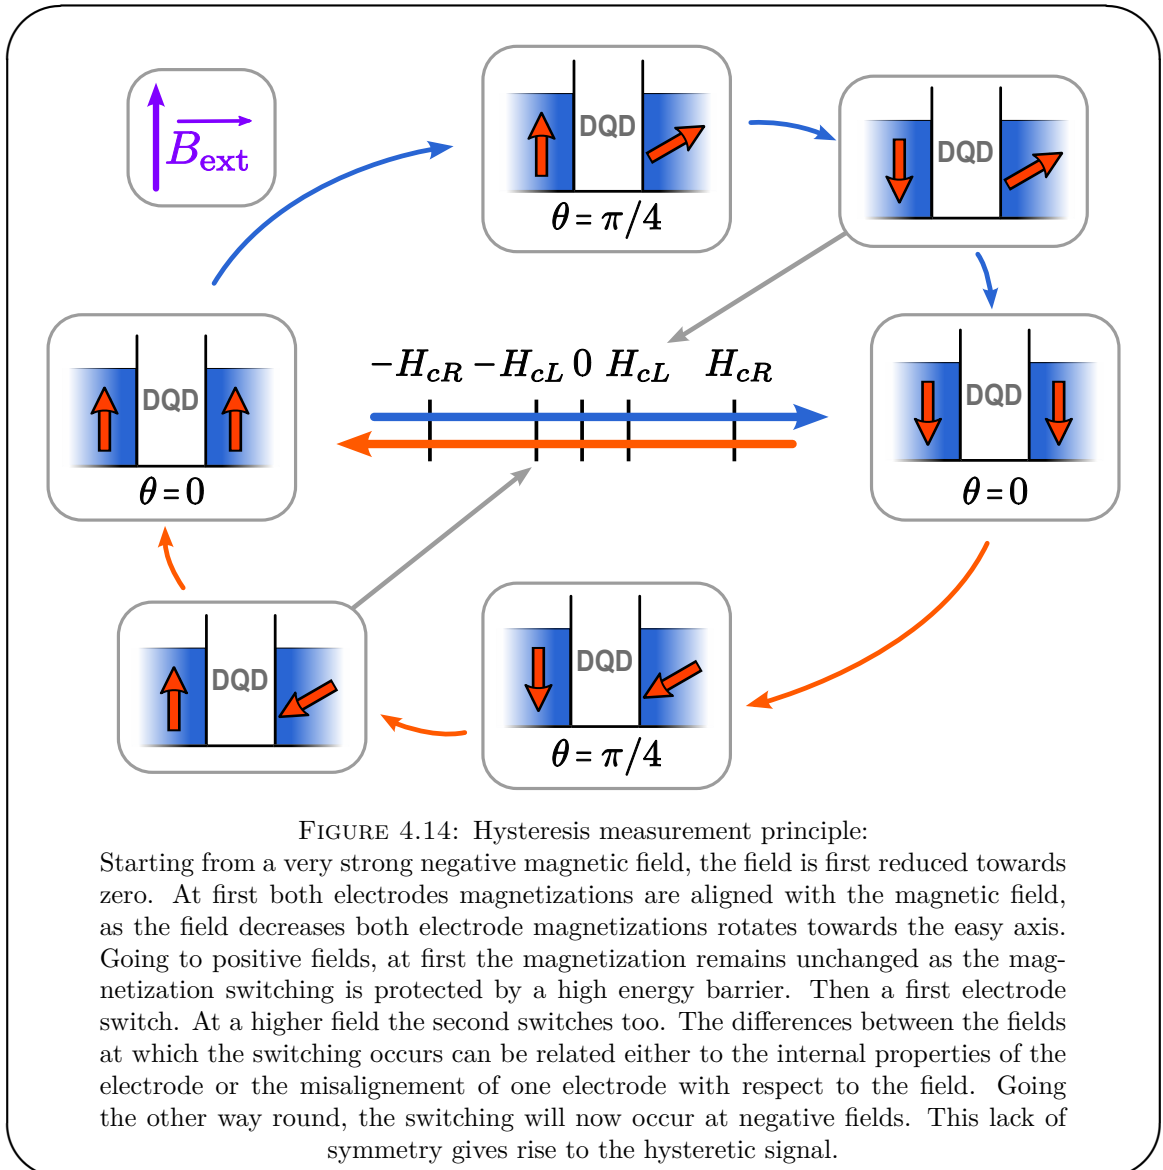 B_ext
DQD
θ = π/4
DQD
DQD
θ = 0
−H_cR −H_cL 0 H_cL H_cR
DQD
θ = 0
DQD
DQD
θ = π/4
FIGURE 4.14: Hysteresis measurement principle:
Starting from a very strong negative magnetic field, the field is first reduced towards
zero. At first both electrodes magnetizations are aligned with the magnetic field,
as the field decreases both electrode magnetizations rotates towards the easy axis.
Going to positive fields, at first the magnetization remains unchanged as the mag-
netization switching is protected by a high energy barrier. Then a first electrode
switch. At a higher field the second switches too. The differences between the fields
at which the switching occurs can be related either to the internal properties of the
electrode or the misalignement of one electrode with respect to the field. Going
the other way round, the switching will now occur at negative fields. This lack of
symmetry gives rise to the hysteretic signal.